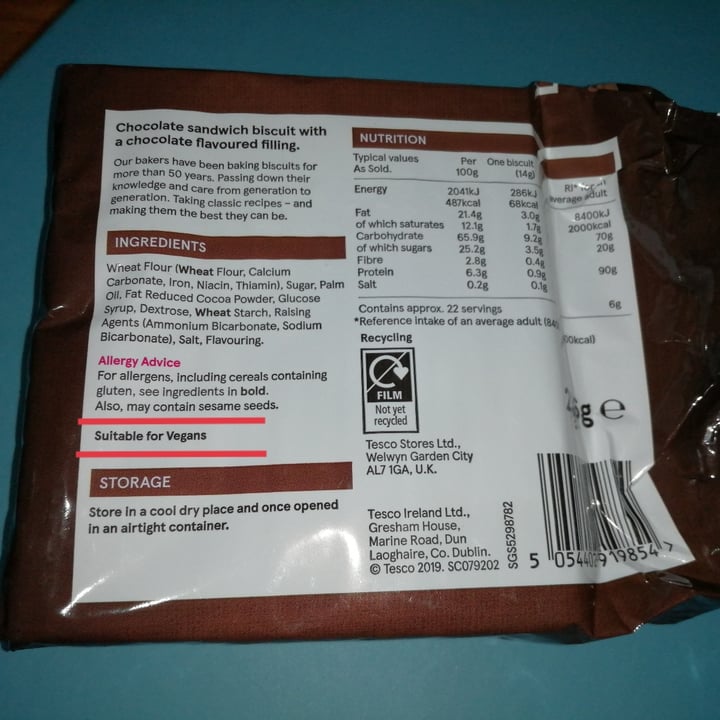 Chocolate sandwich biscuit with
a chocolate flavoured filling.
Our bakers have been baking biscuits for
more than 50 years. Passing down their
knowledge and care from generation to
generation. Taking classic recipes – and
making them the best they can be.
INGREDIENTS
Wheat Flour (Wheat Flour, Calcium
Carbonate, Iron, Niacin, Thiamin), Sugar, Palm
Oil, Fat Reduced Cocoa Powder, Glucose
Syrup, Dextrose, Wheat Starch, Raising
Agents (Ammonium Bicarbonate, Sodium
Bicarbonate), Salt, Flavouring.
Allergy Advice
For allergens, including cereals containing
gluten, see ingredients in bold.
Also, may contain sesame seeds.
Suitable for Vegans
STORAGE
Store in a cool dry place and once opened
in an airtight container.
NUTRITION
Typical values Per One biscuit
As Sold. 100g (14g) average adult
Energy 2041kJ 286kJ 8400kJ
487kcal 68kcal 2000kcal
Fat 21.4g 3.0g 70g
of which saturates 12.1g 1.7g 20g
Carbohydrate 65.9g 9.2g
of which sugars 25.2g 3.5g 90g
Fibre 2.8g 0.4g
Protein 6.3g 0.9g
Salt 0.2g 0.1g 6g
Contains approx. 22 servings
*Reference intake of an average adult
Recycling
FILM
Not yet
recycled
Tesco Stores Ltd.,
Welwyn Garden City
AL7 1GA, U.K.
Tesco Ireland Ltd.,
Gresham House,
Marine Road, Dun
Laoghaire, Co. Dublin.
© Tesco 2019. SC079202
SGS5298782
g e
5 054402 919854 7